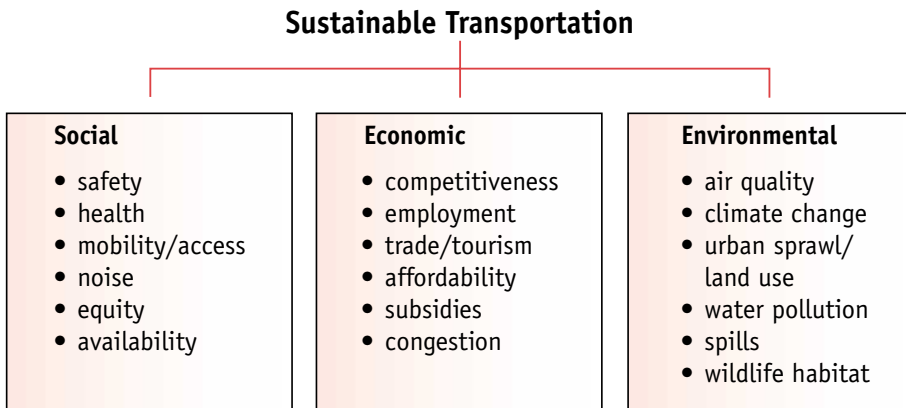 Sustainable Transportation
Social
• safety
• health
• mobility/access
• noise
• equity
• availability
Economic
• competitiveness
• employment
• trade/tourism
• affordability
• subsidies
• congestion
Environmental
• air quality
• climate change
• urban sprawl/
land use
• water pollution
• spills
• wildlife habitat